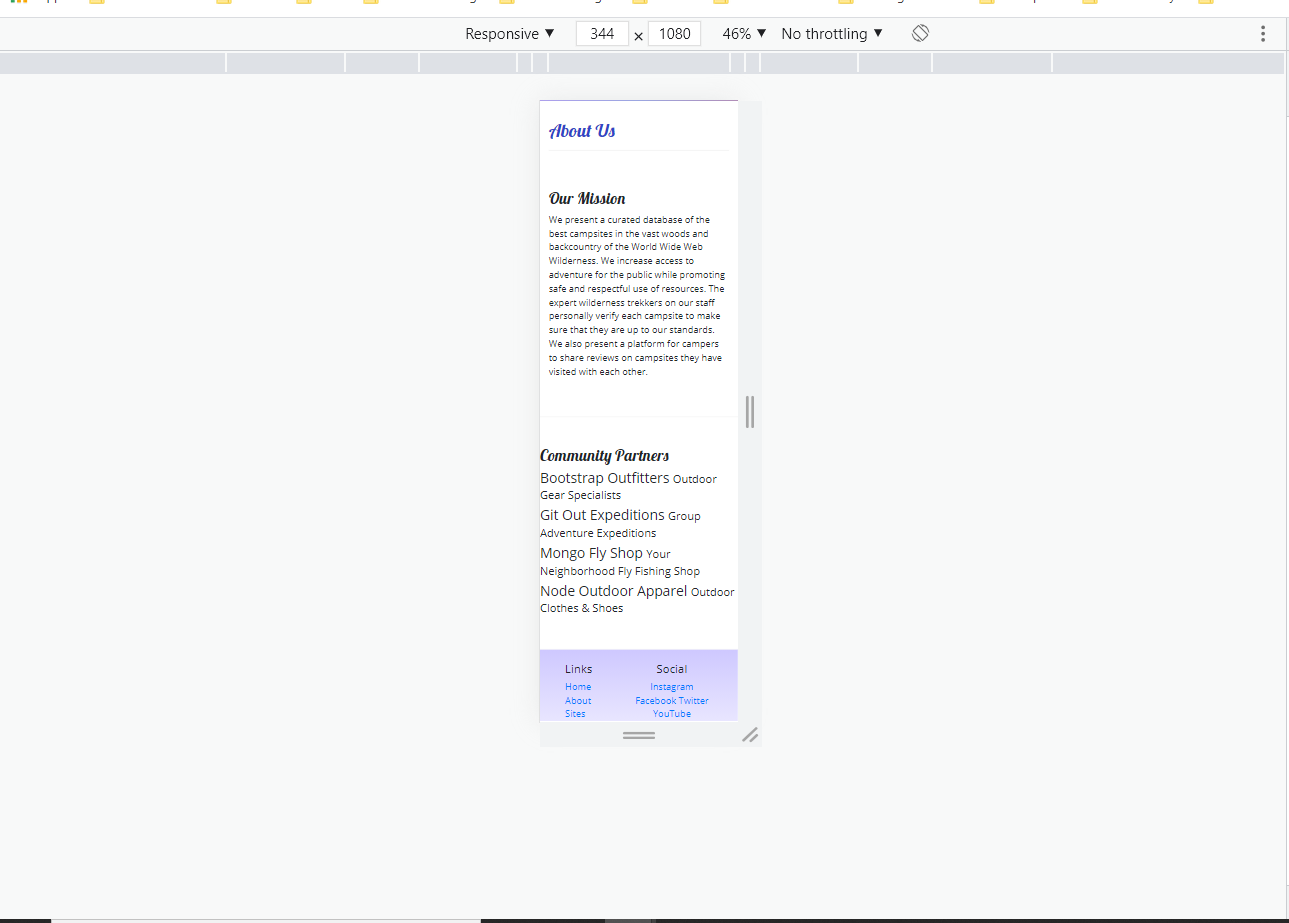 Responsive ▼ 344 × 1080 46% ▼ No throttling ▼
About Us
Our Mission
We present a curated database of the
best campsites in the vast woods and
backcountry of the World Wide Web
Wilderness. We increase access to
adventure for the public while promoting
safe and respectful use of resources. The
expert wilderness trekkers on our staff
personally verify each campsite to make
sure that they are up to our standards.
We also present a platform for campers
to share reviews on campsites they have
visited with each other.
Community Partners
Bootstrap Outfitters Outdoor
Gear Specialists
Git Out Expeditions Group
Adventure Expeditions
Mongo Fly Shop Your
Neighborhood Fly Fishing Shop
Node Outdoor Apparel Outdoor
Clothes & Shoes
Links Social
Home Instagram
About Facebook Twitter
Sites YouTube